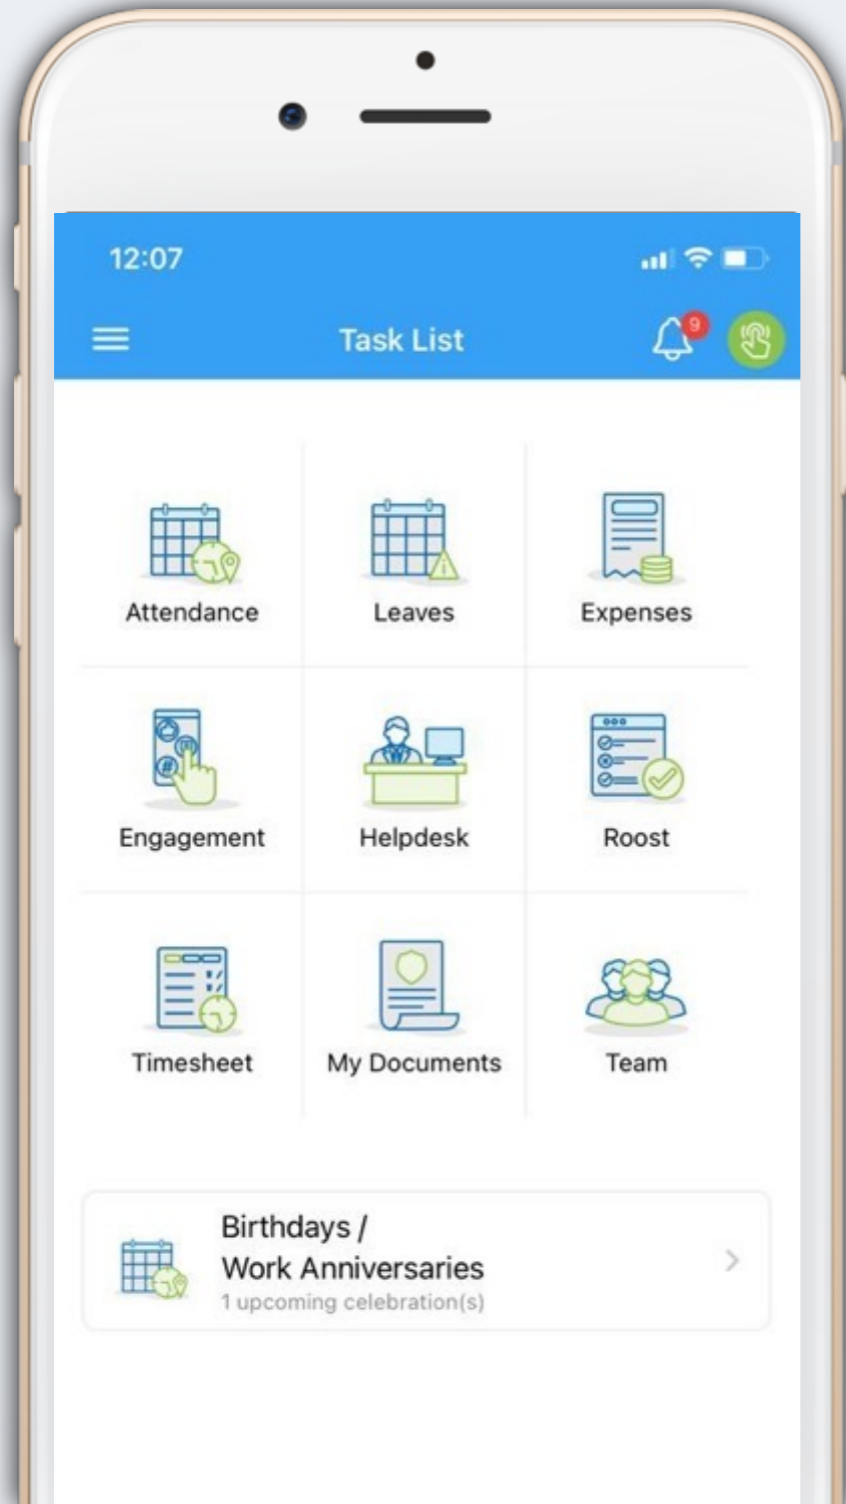 12:07
Task List
9
Attendance
Leaves
Expenses
Engagement
Helpdesk
Roost
Timesheet
My Documents
Team
Birthdays /
Work Anniversaries
1 upcoming celebration(s)